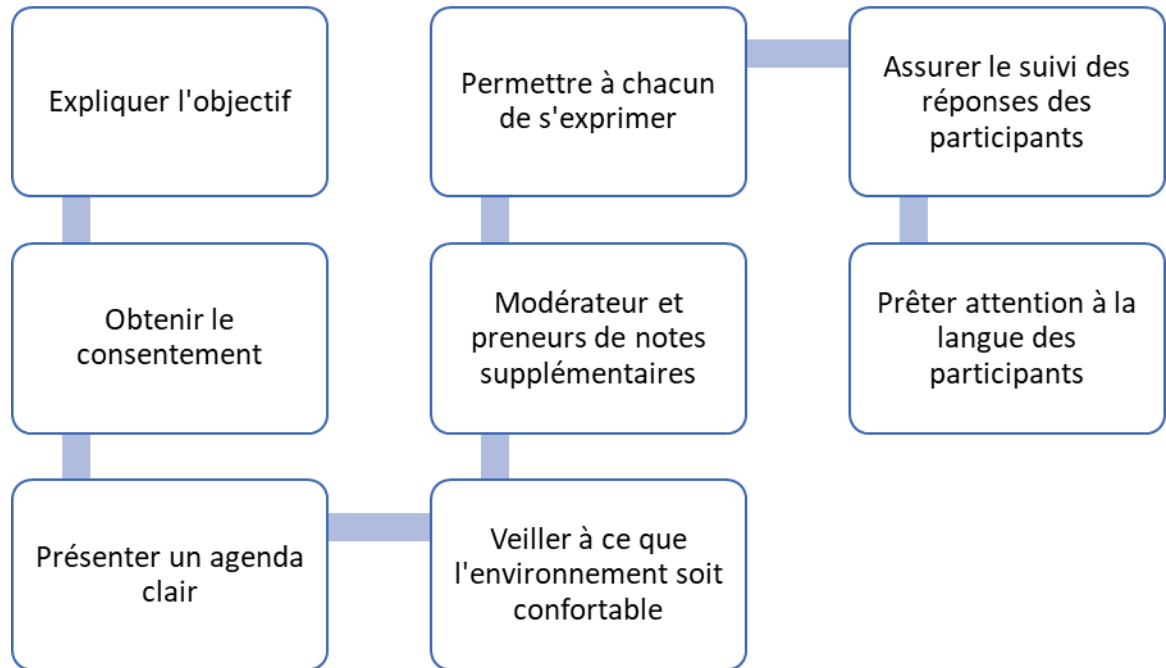 Expliquer l'objectif
Obtenir le
consentement
Présenter un agenda
clair
Veiller à ce que
l'environnement soit
confortable
Modérateur et
preneurs de notes
supplémentaires
Permettre à chacun
de s'exprimer
Assurer le suivi des
réponses des
participants
Prêter attention à la
langue des
participants